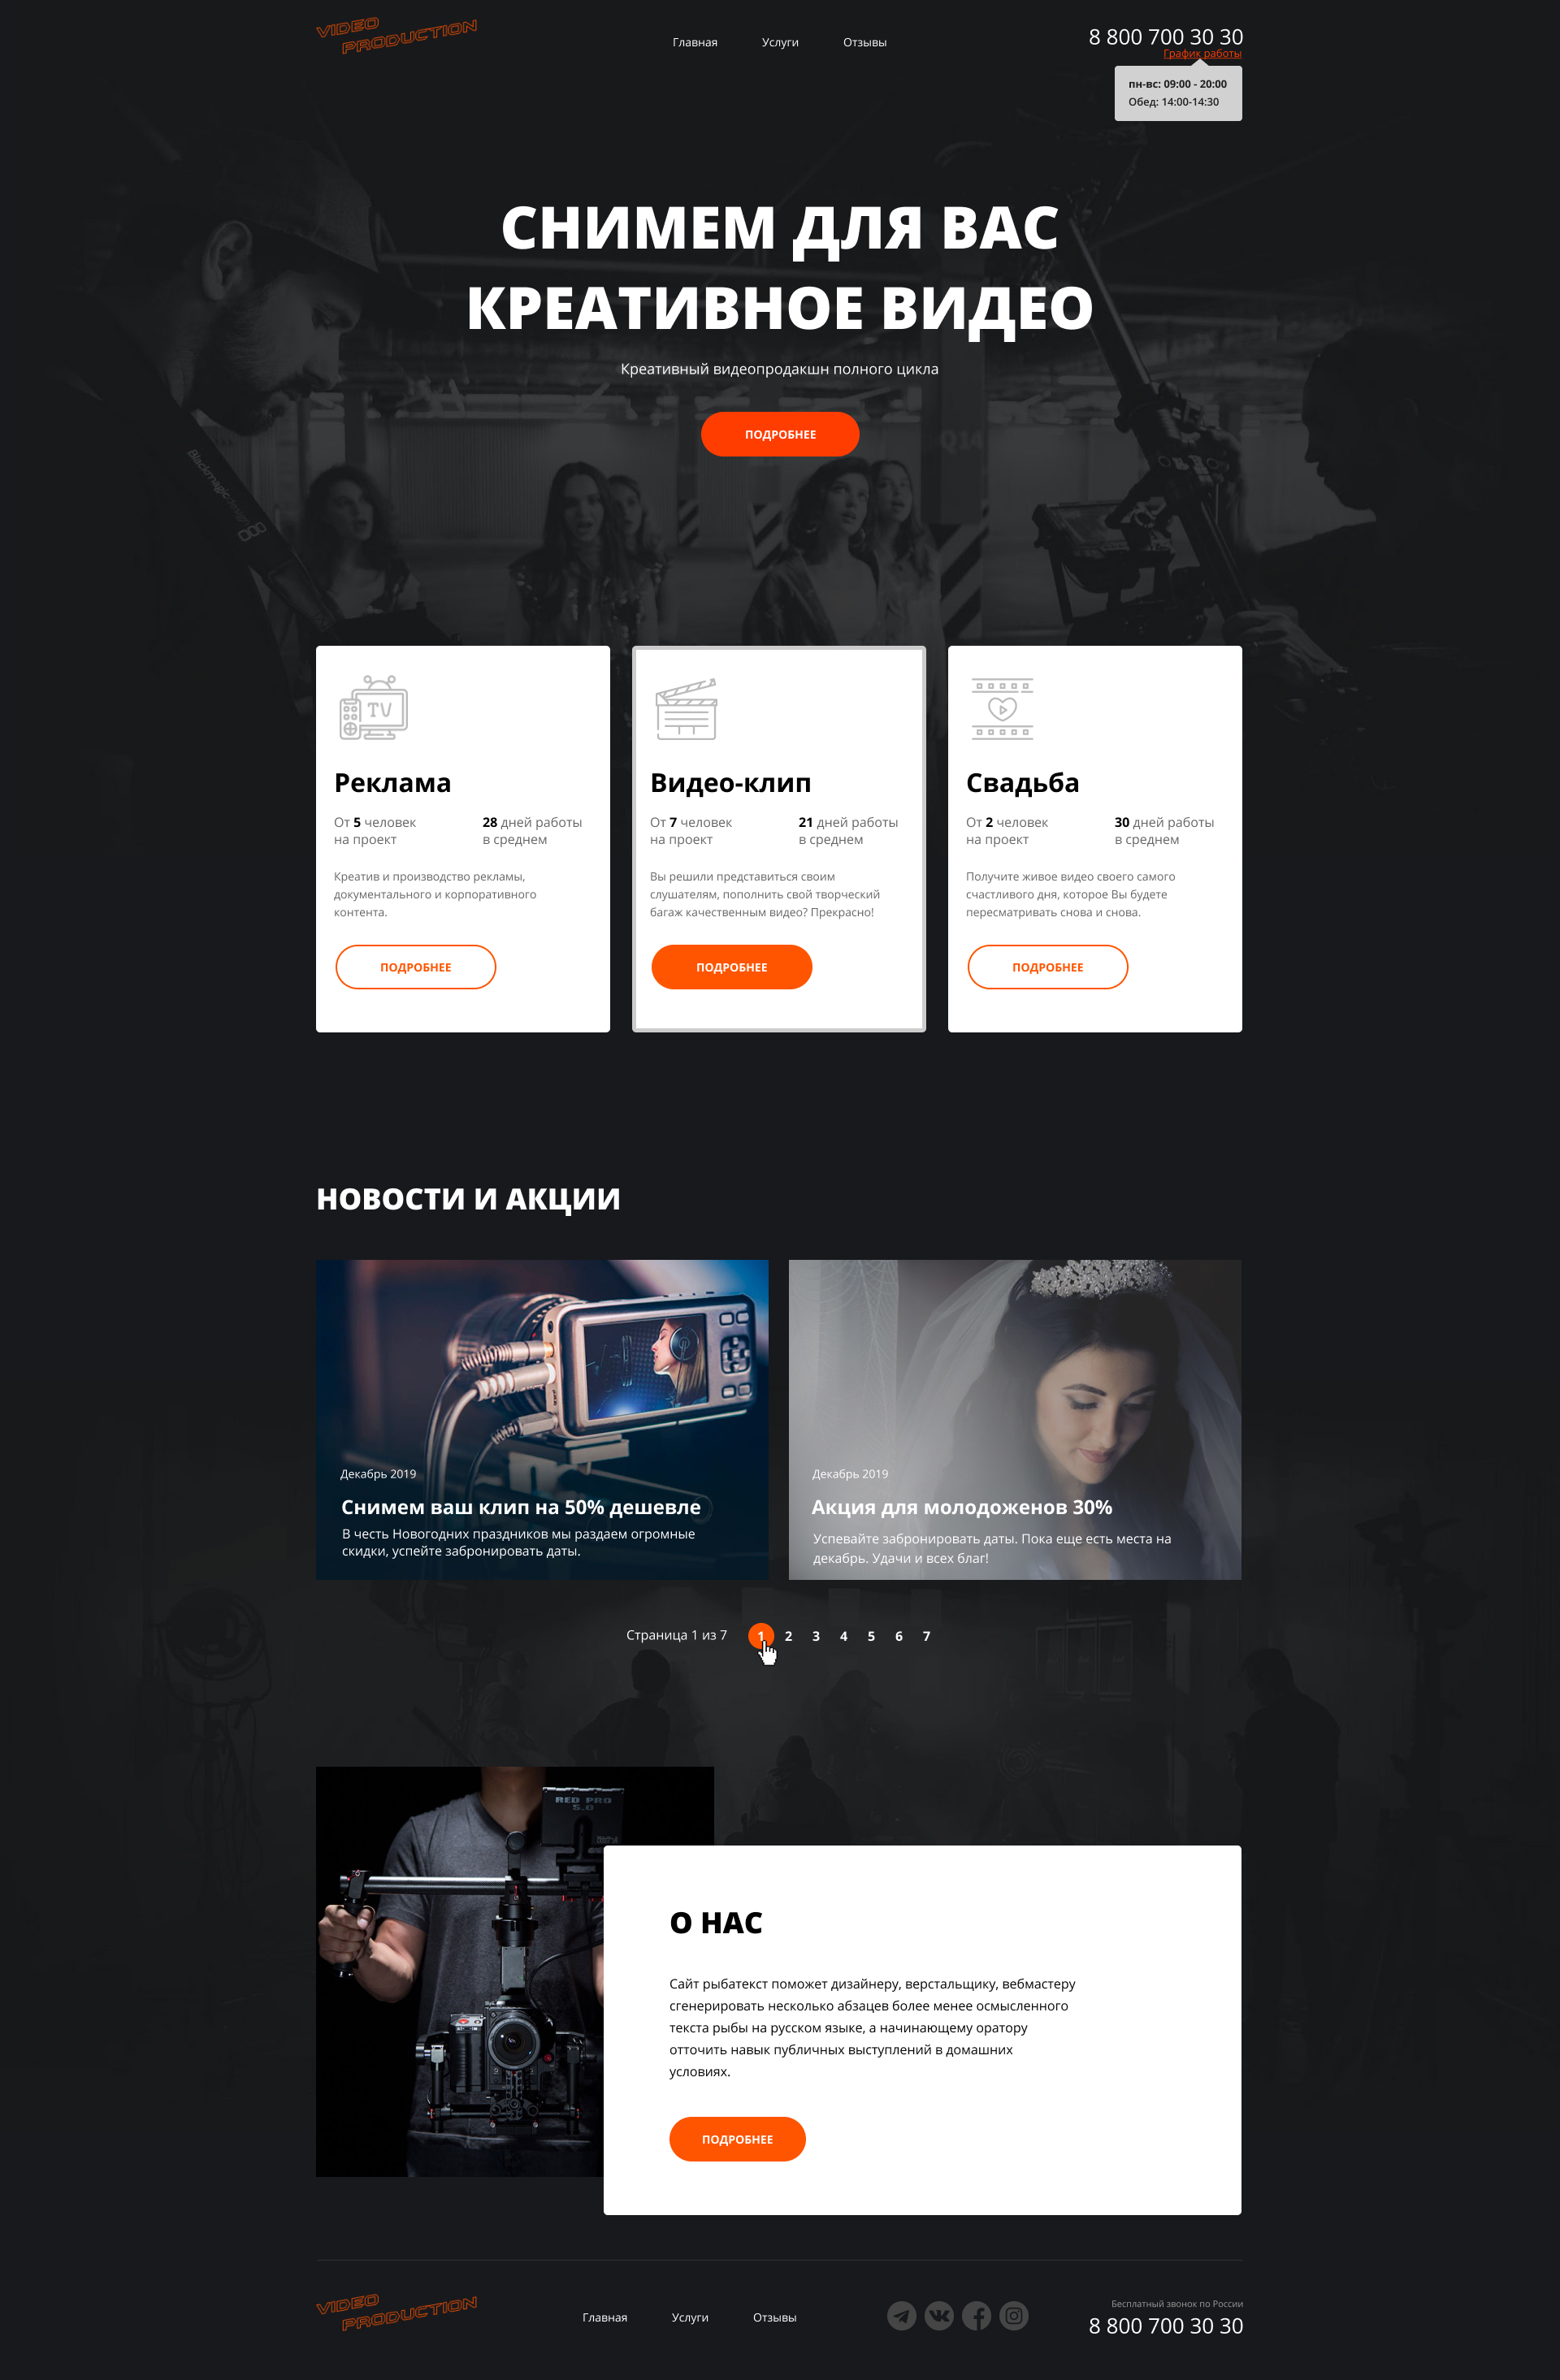 VIDEO
PRODUCTION
Главная
Услуги
Отзывы
8 800 700 30 30
График работы
пн-вс: 09:00 - 20:00
Обед: 14:00-14:30
СНИМЕМ ДЛЯ ВАС
КРЕАТИВНОЕ ВИДЕО
Креативный видеопродакшн полного цикла
ПОДРОБНЕЕ
Q14
Blackmagicdesign
TV
Реклама
От 5 человек
на проект
28 дней работы
в среднем
Креатив и производство рекламы,
документального и корпоративного
контента.
ПОДРОБНЕЕ
Видео-клип
От 7 человек
на проект
21 дней работы
в среднем
Вы решили представиться своим
слушателям, пополнить свой творческий
багаж качественным видео? Прекрасно!
ПОДРОБНЕЕ
Свадьба
От 2 человек
на проект
30 дней работы
в среднем
Получите живое видео своего самого
счастливого дня, которое Вы будете
пересматривать снова и снова.
ПОДРОБНЕЕ
НОВОСТИ И АКЦИИ
Декабрь 2019
Снимем ваш клип на 50% дешевле
В честь Новогодних праздников мы раздаем огромные
скидки, успейте забронировать даты.
Декабрь 2019
Акция для молодоженов 30%
Успевайте забронировать даты. Пока еще есть места на
декабрь. Удачи и всех благ!
Страница 1 из 7
1 2 3 4 5 6 7
RED PRO
5.0
О НАС
Сайт рыбатекст поможет дизайнеру, верстальщику, вебмастеру
сгенерировать несколько абзацев более менее осмысленного
текста рыбы на русском языке, а начинающему оратору
отточить навык публичных выступлений в домашних
условиях.
ПОДРОБНЕЕ
VIDEO
PRODUCTION
Главная
Услуги
Отзывы
Бесплатный звонок по России
8 800 700 30 30